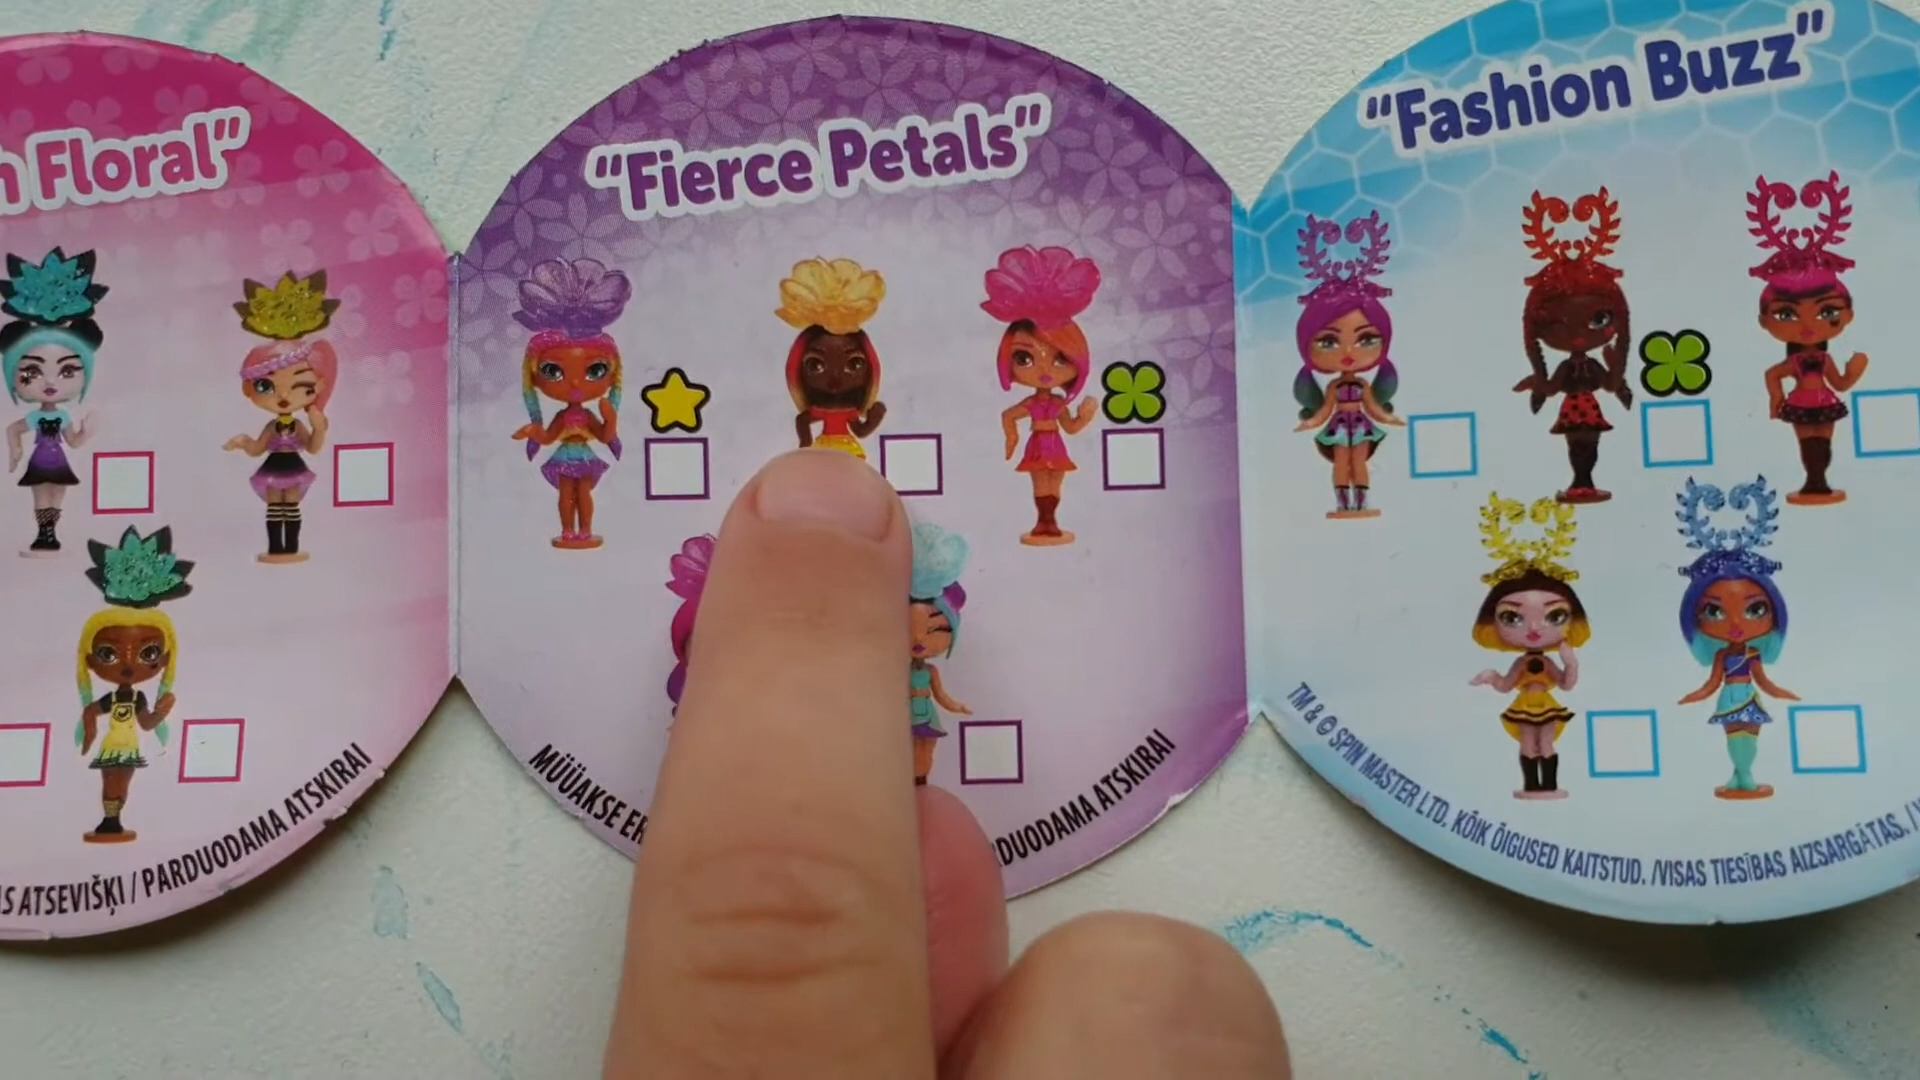 Floral”
“Fierce Petals”
“Fashion Buzz”
ATSEVIŠĶI / PARDUODAMA ATSKIRAI
MÜÜAKSE
ATSKIRAI
TM & © SPIN MASTER LTD. KÕIK ÕIGUSED KAITSTUD. /VISAS TIESĪBAS AIZSARGĀTAS. /